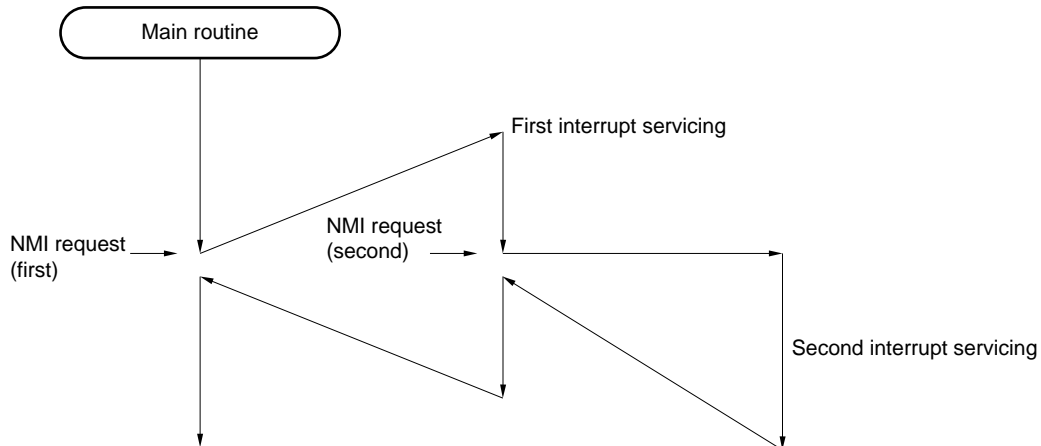 Main routine
First interrupt servicing
NMI request
(first)
NMI request
(second)
Second interrupt servicing